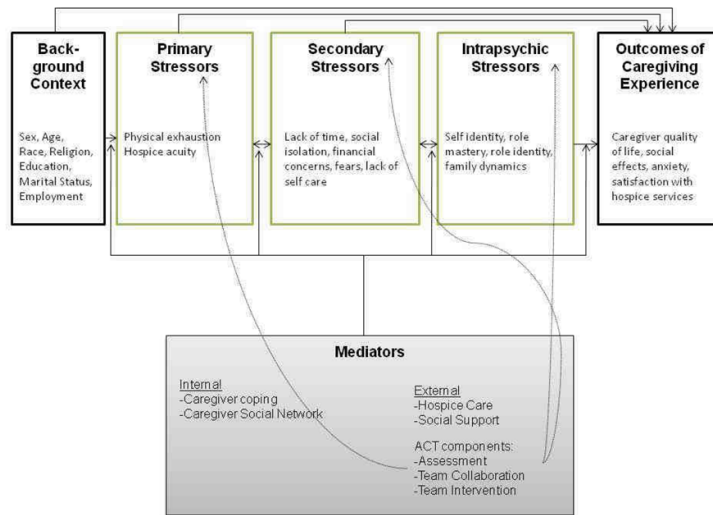 Back-
ground
Context
Sex, Age,
Race, Religion,
Education,
Marital Status,
Employment
Primary
Stressors
Physical exhaustion
Hospice acuity
Secondary
Stressors
Lack of time, social
isolation, financial
concerns, fears, lack of
self care
Intrapsychic
Stressors
Self identity, role
mastery, role identity,
family dynamics
Outcomes of
Caregiving
Experience
Caregiver quality
of life, social
effects, anxiety,
satisfaction with
hospice services
Mediators
Internal
-Caregiver coping
-Caregiver Social Network
External
-Hospice Care
-Social Support
ACT components:
-Assessment
-Team Collaboration
-Team Intervention